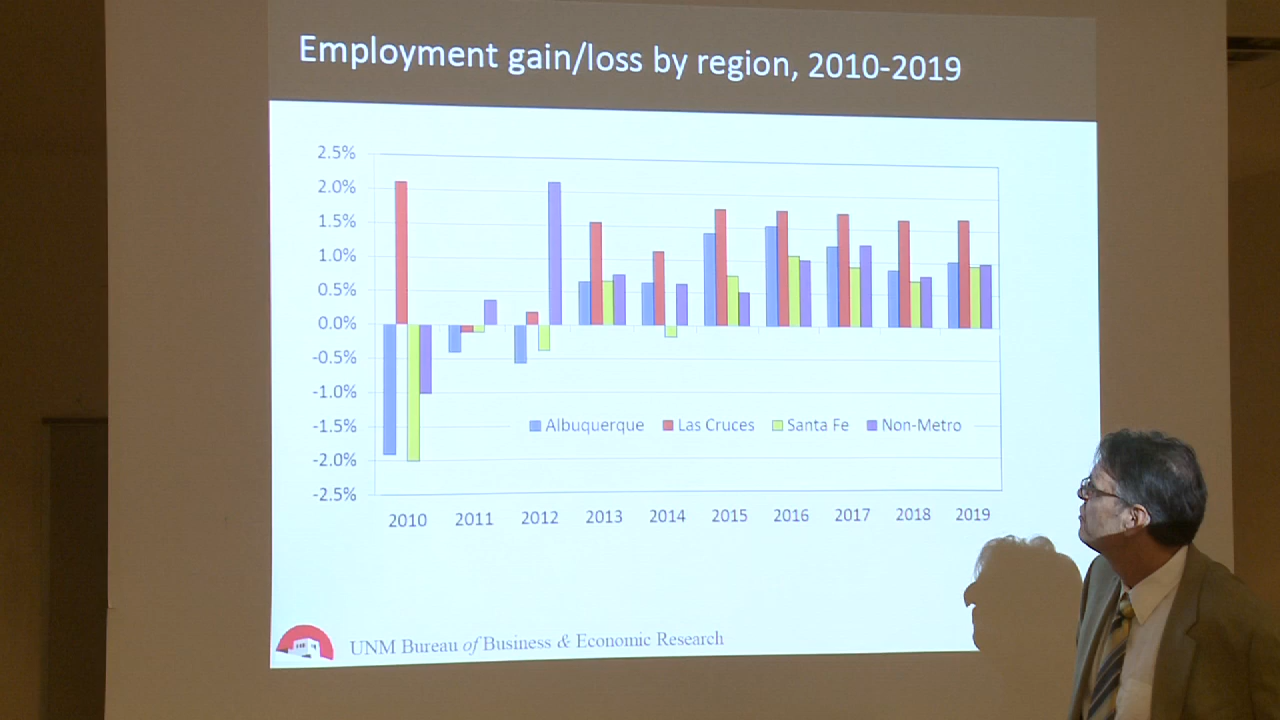 Employment gain/loss by region, 2010-2019
2.5%
2.0%
1.5%
1.0%
0.5%
0.0%
-0.5%
-1.0%
-1.5%
-2.0%
-2.5%
Albuquerque Las Cruces Santa Fe Non-Metro
2010 2011 2012 2013 2014 2015 2016 2017 2018 2019
UNM Bureau of Business & Economic Research